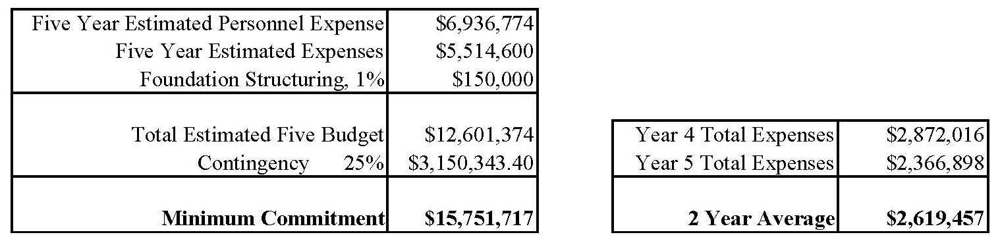 Five Year Estimated Personnel Expense $6,936,774
Five Year Estimated Expenses $5,514,600
Foundation Structuring, 1% $150,000
Total Estimated Five Budget $12,601,374
Contingency 25% $3,150,343.40
Minimum Commitment $15,751,717
Year 4 Total Expenses $2,872,016
Year 5 Total Expenses $2,366,898
2 Year Average $2,619,457